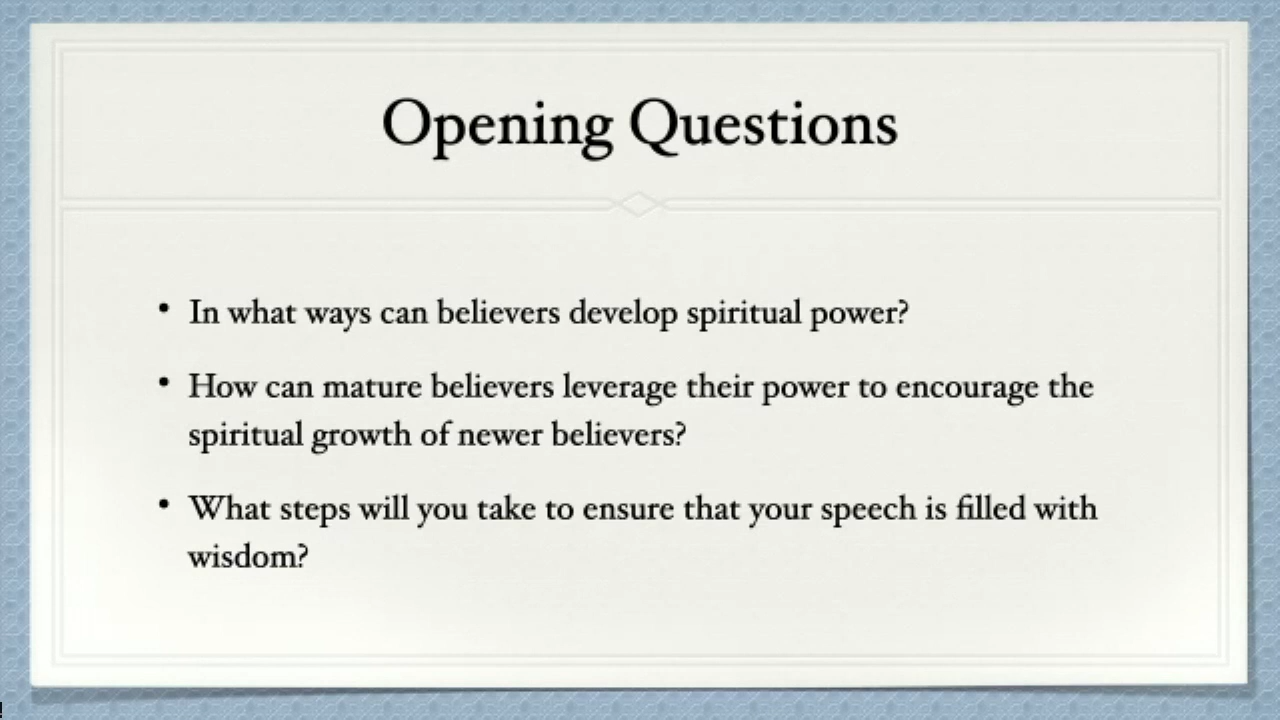 Opening Questions
• In what ways can believers develop spiritual power?
• How can mature believers leverage their power to encourage the
spiritual growth of newer believers?
• What steps will you take to ensure that your speech is filled with
wisdom?
!